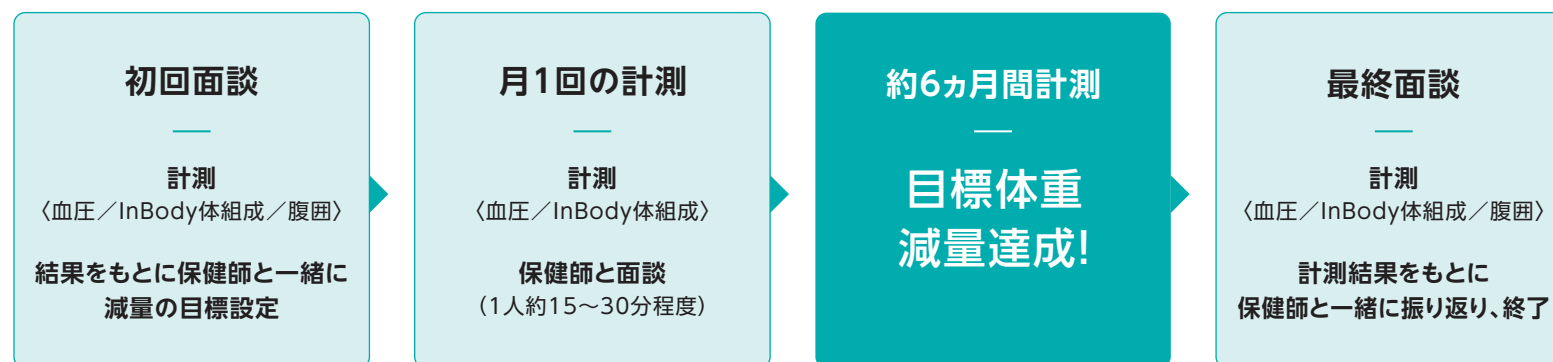 初回面談
計測
〈血圧／InBody体組成／腹囲〉
結果をもとに保健師と一緒に
減量の目標設定
月1回の計測
計測
〈血圧／InBody体組成〉
保健師と面談
（1人約15～30分程度）
約6ヵ月間計測
目標体重
減量達成!
最終面談
計測
〈血圧／InBody体組成／腹囲〉
計測結果をもとに
保健師と一緒に振り返り、終了